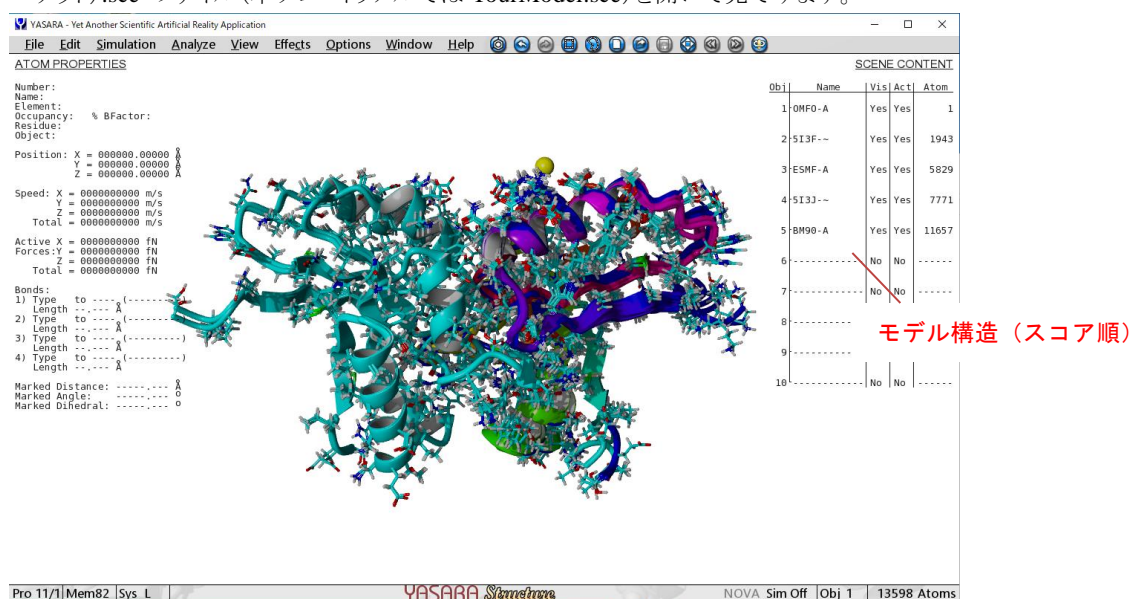 YASARA - Yet Another Scientific Artificial Reality Application
File Edit Simulation Analyze View Effects Options Window Help
ATOM PROPERTIES
SCENE CONTENT
Number:
Name:
Element:
Occupancy: % BFactor:
Residue:
Object:
Position: X = 000000.00000 Å
Y = 000000.00000 Å
Z = 000000.00000 Å
Speed: X = 0000000000 m/s
Y = 0000000000 m/s
Z = 0000000000 m/s
Total = 0000000000 m/s
Active X = 0000000000 fN
Forces:Y = 0000000000 fN
Z = 0000000000 fN
Total = 0000000000 fN
Bonds:
1) Type to ----.(---------)
Length --.--- Å
2) Type to ----.(---------)
Length --.--- Å
3) Type to ----.(---------)
Length --.--- Å
4) Type to ----.(---------)
Length --.--- Å
Marked Distance: -----.--- Å
Marked Angle: -----.--- o
Marked Dihedral: -----.--- o
Obj Name Vis Act Atom
1 OMFO-A Yes Yes 1
2 5I3F-~ Yes Yes 1943
3 ESMF-A Yes Yes 5829
4 5I3J-~ Yes Yes 7771
5 BM90-A Yes Yes 11657
6 ------------ No No ------
7 ------------ No No ------
8 ------------
9 ------------
10 ------------ No No ------
モデル構造（スコア順）
Pro 11/1 Mem82 Sys L YASARA Structure NOVA Sim Off Obj 1 13598 Atoms